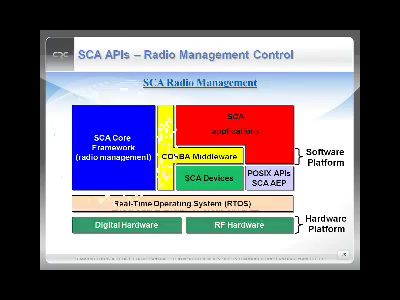 CRC
SCA APIs – Radio Management Control
SCA Radio Management
SCA
applications
SCA Core
Framework
(radio management)
CORBA Middleware
SCA Devices
POSIX APIs
SCA AEP
Software
Platform
Real-Time Operating System (RTOS)
Digital Hardware
RF Hardware
Hardware
Platform